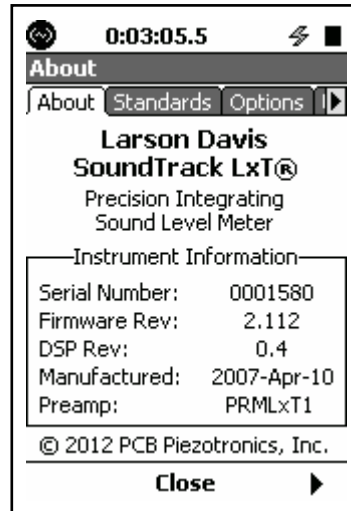 0:03:05.5
About
About Standards Options
Larson Davis
SoundTrack LxT®
Precision Integrating
Sound Level Meter
Instrument Information
Serial Number: 0001580
Firmware Rev: 2.112
DSP Rev: 0.4
Manufactured: 2007-Apr-10
Preamp: PRMLxT1
© 2012 PCB Piezotronics, Inc.
Close